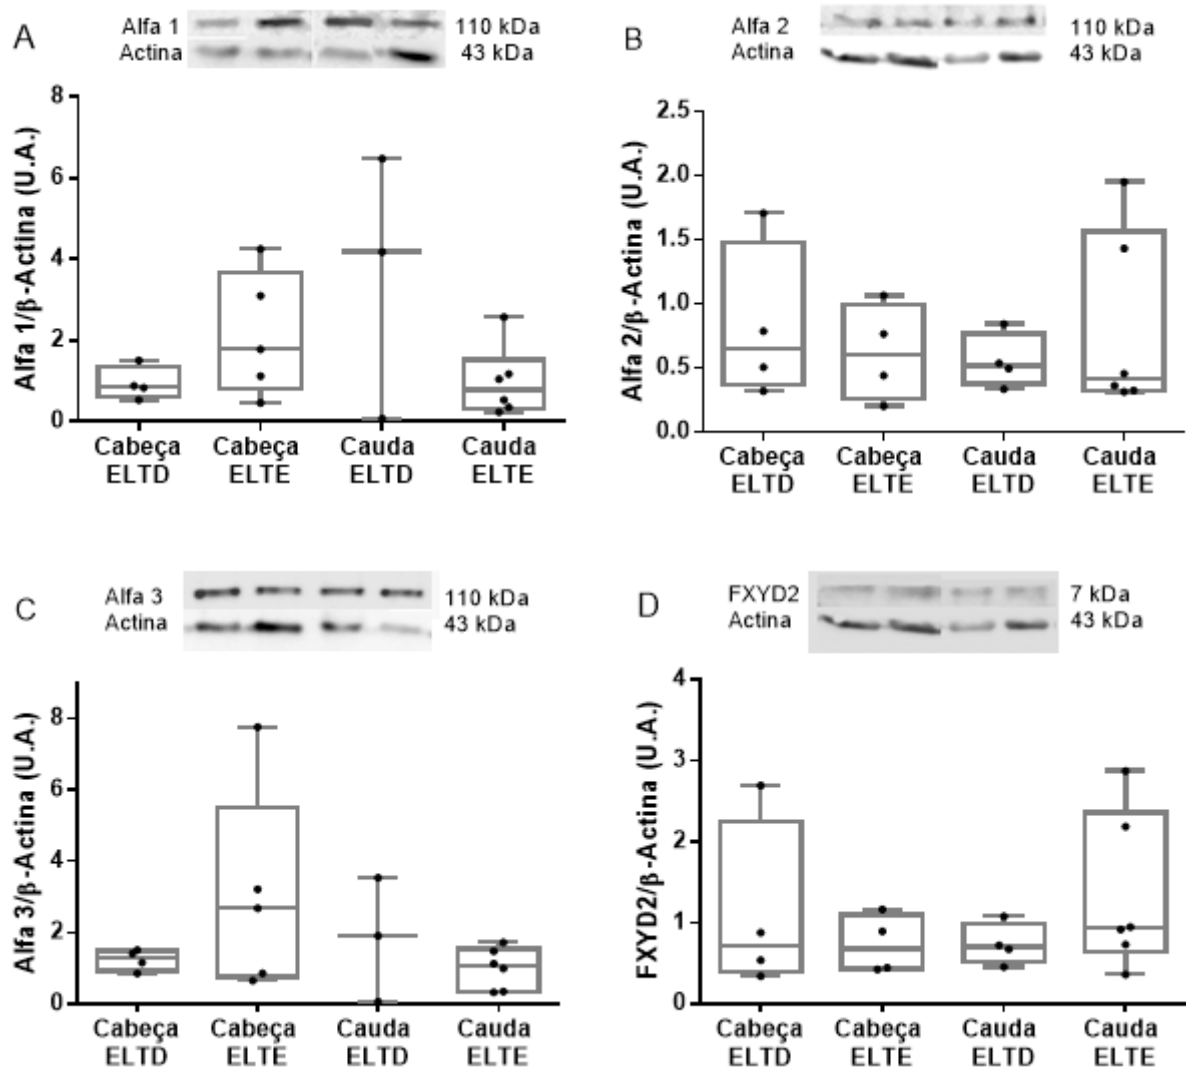 A
Alfa 1
110 kDa
Actina
43 kDa
Alfa 1/β-Actina (U.A.)
8
6
4
2
0
Cabeça ELTD
Cabeça ELTE
Cauda ELTD
Cauda ELTE
B
Alfa 2
110 kDa
Actina
43 kDa
Alfa 2/β-Actina (U.A.)
2.5
2.0
1.5
1.0
0.5
0.0
Cabeça ELTD
Cabeça ELTE
Cauda ELTD
Cauda ELTE
C
Alfa 3
110 kDa
Actina
43 kDa
Alfa 3/β-Actina (U.A.)
8
6
4
2
0
Cabeça ELTD
Cabeça ELTE
Cauda ELTD
Cauda ELTE
D
FXYD2
7 kDa
Actina
43 kDa
FXYD2/β-Actina (U.A.)
4
3
2
1
0
Cabeça ELTD
Cabeça ELTE
Cauda ELTD
Cauda ELTE